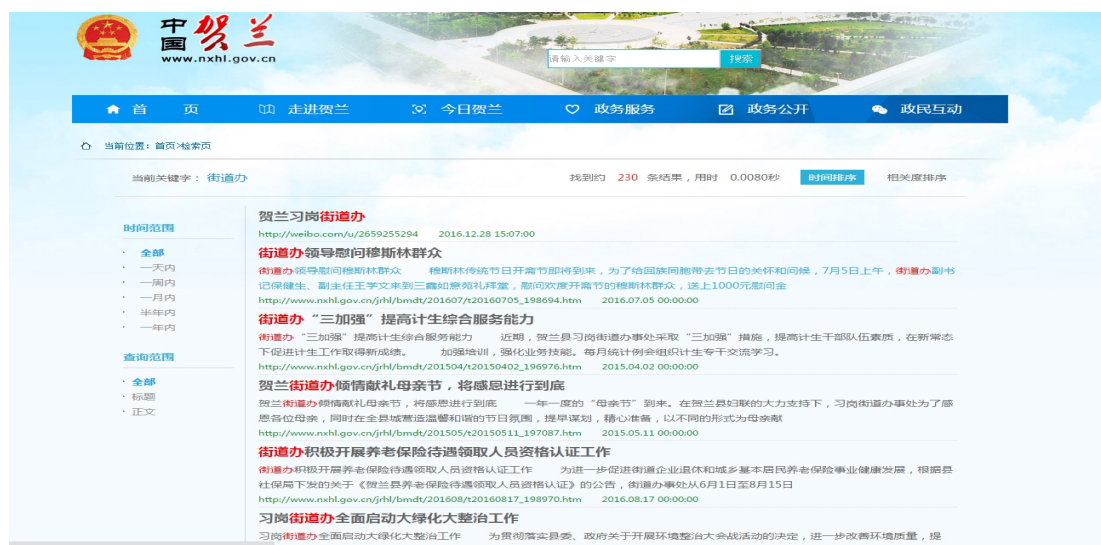 中国贺兰
www.nxhl.gov.cn
请输入关键字 搜索
首 页 走进贺兰 今日贺兰 政务服务 政务公开 政民互动
当前位置：首页>检索页
当前关键字：街道办 找到约 230 条结果，用时 0.0080秒 时间排序 相关度排序
时间范围
· 全部
· 一天内
· 一周内
· 一月内
· 半年内
· 一年内
查询范围
· 全部
· 标题
· 正文
贺兰习岗街道办
http://weibo.com/u/2659255294 2016.12.28 15:07:00
街道办领导慰问穆斯林群众
街道办领导慰问穆斯林群众 穆斯林传统节日开斋节即将到来，为了给回族同胞带去节日的关怀和问候，7月5日上午，街道办副书
记保健生、副主任王学文来到三鑫如意苑礼拜堂，慰问欢度开斋节的穆斯林群众，送上1000元慰问金
http://www.nxhl.gov.cn/jrhl/bmdt/201607/t20160705_198694.htm 2016.07.05 00:00:00
街道办“三加强”提高计生综合服务能力
街道办“三加强”提高计生综合服务能力 近期，贺兰县习岗街道办事处采取“三加强”措施，提高计生干部队伍素质，在新常态
下促进计生工作取得新成绩。 加强培训，强化业务技能。每月统计例会组织计生专干交流学习。
http://www.nxhl.gov.cn/jrhl/bmdt/201504/t20150402_196976.htm 2015.04.02 00:00:00
贺兰街道办倾情献礼母亲节，将感恩进行到底
贺兰街道办倾情献礼母亲节，将感恩进行到底 一年一度的“母亲节”到来。在贺兰县妇联的大力支持下，习岗街道办事处为了感
恩各位母亲，同时在全县城营造温馨和谐的节日氛围，提早谋划，精心准备，以不同的形式为母亲献
http://www.nxhl.gov.cn/jrhl/bmdt/201505/t20150511_197087.htm 2015.05.11 00:00:00
街道办积极开展养老保险待遇领取人员资格认证工作
街道办积极开展养老保险待遇领取人员资格认证工作 为进一步促进街道企业退休和城乡基本居民养老保险事业健康发展，根据县
社保局下发的关于《贺兰县养老保险待遇领取人员资格认证》的公告，街道办事处从6月1日至8月15日
http://www.nxhl.gov.cn/jrhl/bmdt/201608/t20160817_198970.htm 2016.08.17 00:00:00
习岗街道办全面启动大绿化大整治工作
习岗街道办全面启动大绿化大整治工作 为贯彻落实县委、政府关于开展环境整治大会战活动的决定，进一步改善环境质量，提